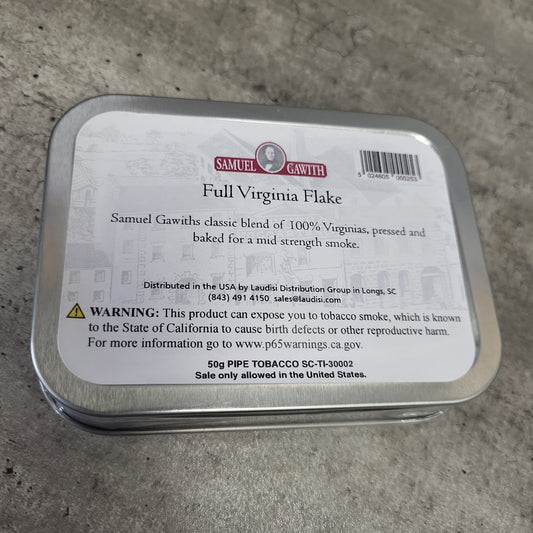 SAMUEL GAWITH
5 024805 000253
Full Virginia Flake
Samuel Gawiths classic blend of 100% Virginias, pressed and
baked for a mid strength smoke.
Distributed in the USA by Laudisi Distribution Group in Longs, SC
(843) 491 4150 sales@laudisi.com
WARNING: This product can expose you to tobacco smoke, which is known
to the State of California to cause birth defects or other reproductive harm.
For more information go to www.p65warnings.ca.gov.
50g PIPE TOBACCO SC-TI-30002
Sale only allowed in the United States.